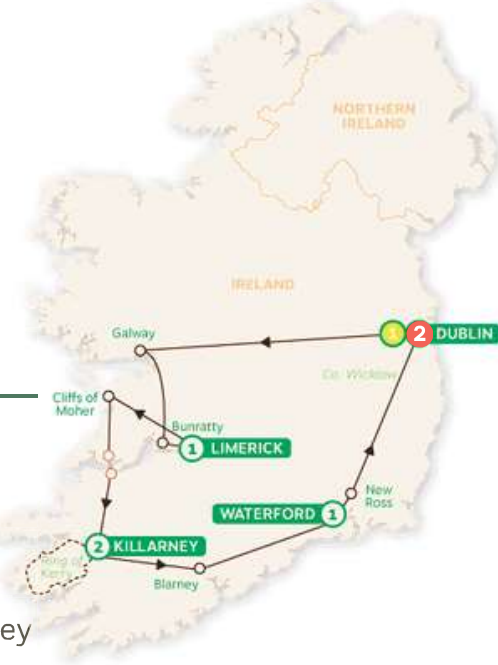 NORTHERN
IRELAND
IRELAND
Galway
2
DUBLIN
Co. Wicklow
Cliffs of
Moher
Bunratty
1
LIMERICK
New
Ross
WATERFORD
1
2
KILLARNEY
Ring of
Kerry
Blarney
ey